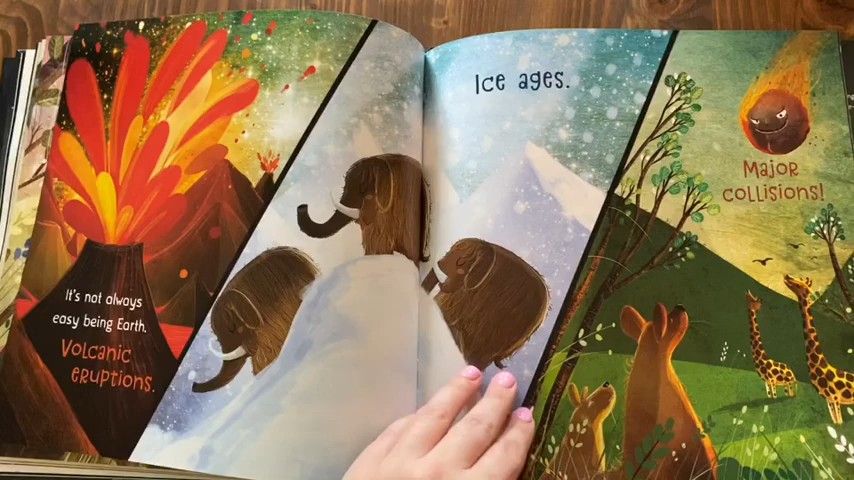 It's not always
easy being Earth.
Volcanic
eruptions.
Ice ages.
Major
collisions!